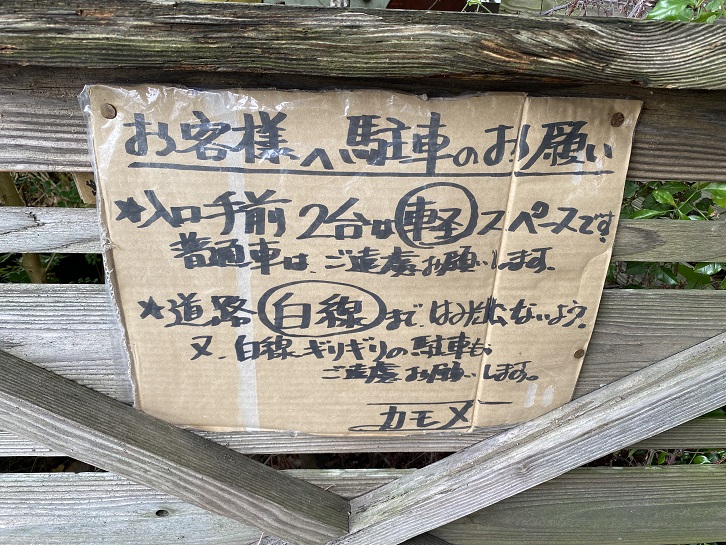 お客様へ駐車のお願い
★入口手前2台は軽スペースです。
普通車は、ご遠慮お願いします。
★道路白線まで、はみださないよう。
又、白線ギリギリの駐車も
ご遠慮お願いします。
カモメ